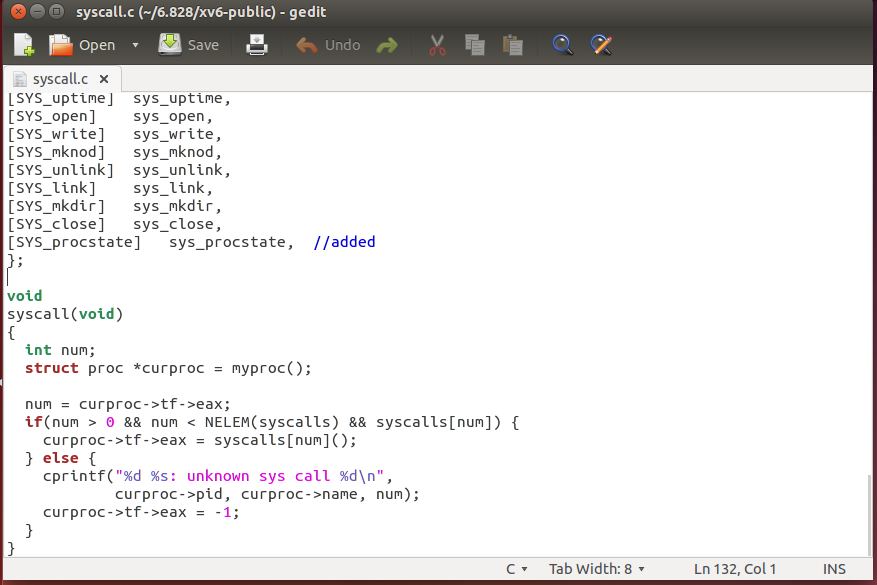 syscall.c (~/6.828/xv6-public) - gedit
Open Save Undo
syscall.c
[SYS_uptime]  sys_uptime,
[SYS_open]    sys_open,
[SYS_write]   sys_write,
[SYS_mknod]   sys_mknod,
[SYS_unlink]  sys_unlink,
[SYS_link]    sys_link,
[SYS_mkdir]   sys_mkdir,
[SYS_close]   sys_close,
[SYS_procstate]   sys_procstate,  //added
};
void
syscall(void)
{
  int num;
  struct proc *curproc = myproc();
  num = curproc->tf->eax;
  if(num > 0 && num < NELEM(syscalls) && syscalls[num]) {
    curproc->tf->eax = syscalls[num]();
  } else {
    cprintf("%d %s: unknown sys call %d\n",
            curproc->pid, curproc->name, num);
    curproc->tf->eax = -1;
  }
}
C Tab Width: 8 Ln 132, Col 1 INS